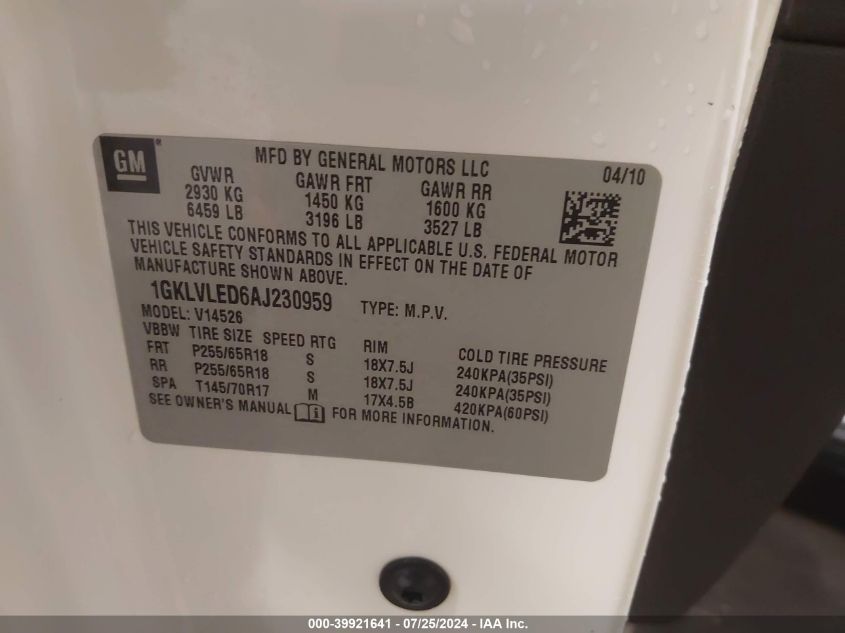 GM ®
MFD BY GENERAL MOTORS LLC 04/10
GVWR GAWR FRT GAWR RR
2930 KG 1450 KG 1600 KG
6459 LB 3196 LB 3527 LB
THIS VEHICLE CONFORMS TO ALL APPLICABLE U.S. FEDERAL MOTOR
VEHICLE SAFETY STANDARDS IN EFFECT ON THE DATE OF
MANUFACTURE SHOWN ABOVE.
1GKLVLED6AJ230959 TYPE: M.P.V.
MODEL: V14526
VBBW TIRE SIZE SPEED RTG RIM COLD TIRE PRESSURE
FRT P255/65R18 S 18X7.5J 240KPA(35PSI)
RR P255/65R18 S 18X7.5J 240KPA(35PSI)
SPA T145/70R17 M 17X4.5B 420KPA(60PSI)
SEE OWNER'S MANUAL i FOR MORE INFORMATION.
000-39921641 - 07/25/2024 - IAA Inc.